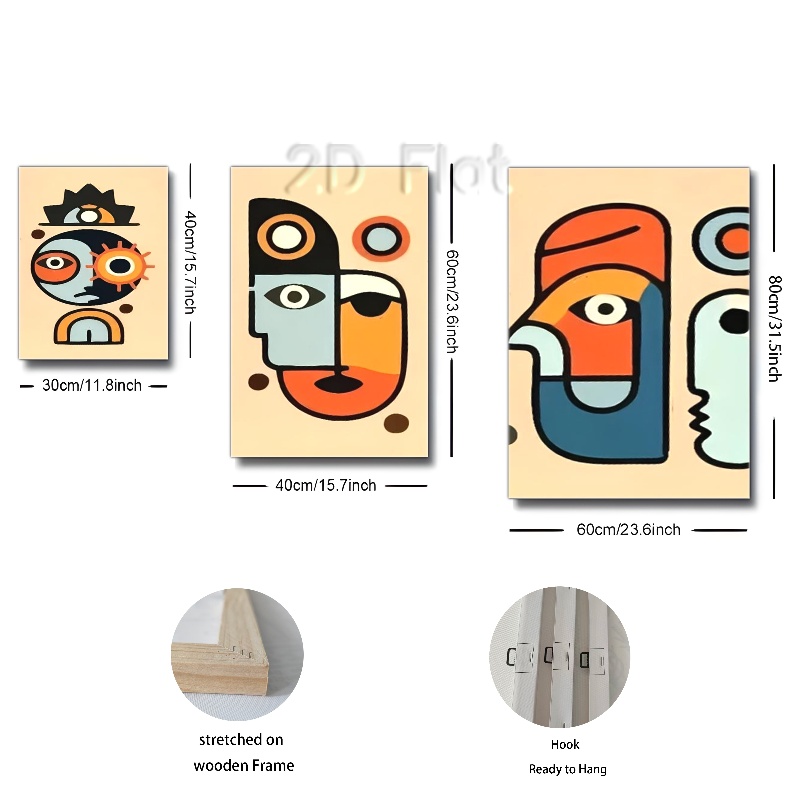 2D Flat
40cm/15.7inch
30cm/11.8inch
60cm/23.6inch
40cm/15.7inch
80cm/31.5inch
60cm/23.6inch
stretched on
wooden Frame
Hook
Ready to Hang